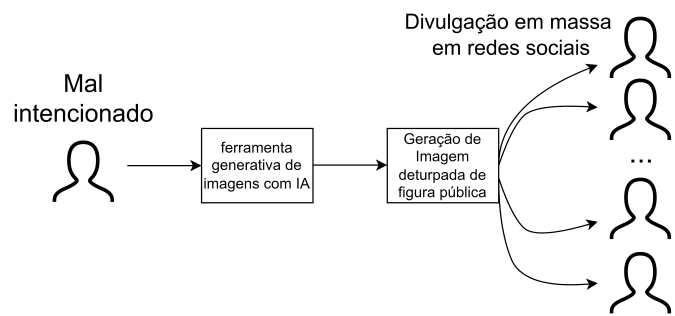 Divulgação em massa
em redes sociais
Mal
intencionado
ferramenta
generativa de
imagens com IA
Geração de
Imagem
deturpada de
figura pública
...